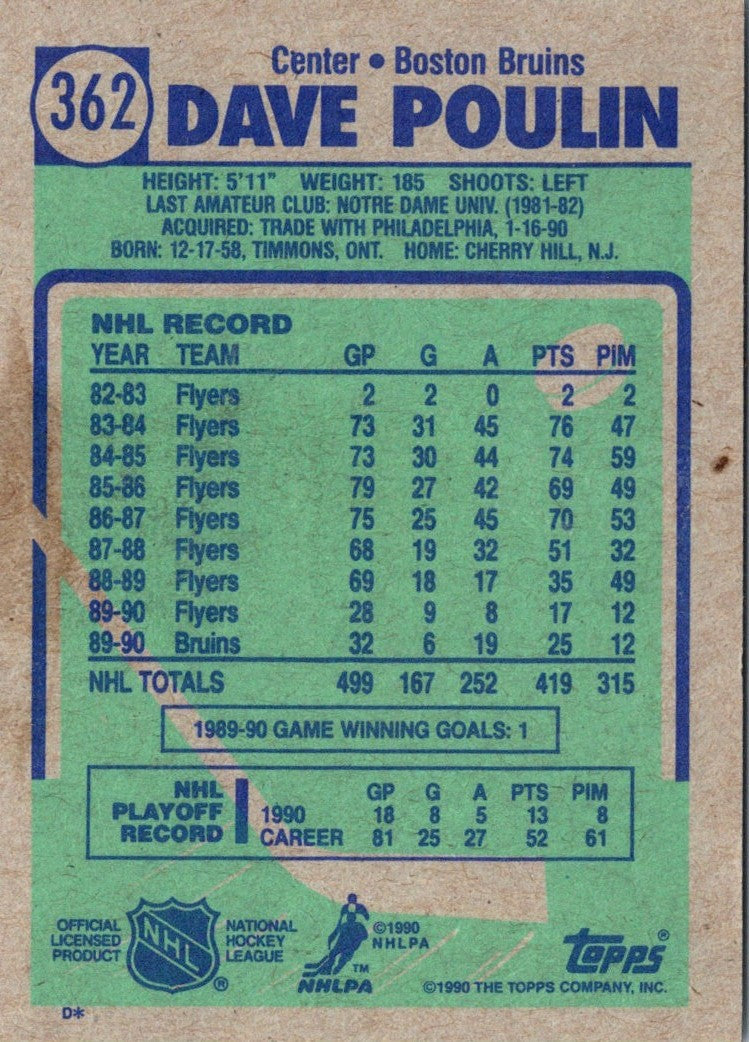 362
Center • Boston Bruins
DAVE POULIN
HEIGHT: 5'11" WEIGHT: 185 SHOOTS: LEFT
LAST AMATEUR CLUB: NOTRE DAME UNIV. (1981-82)
ACQUIRED: TRADE WITH PHILADELPHIA, 1-16-90
BORN: 12-17-58, TIMMONS, ONT. HOME: CHERRY HILL, N.J.
NHL RECORD
YEAR TEAM GP G A PTS PIM
82-83 Flyers 2 2 0 2 2
83-84 Flyers 73 31 45 76 47
84-85 Flyers 73 30 44 74 59
85-86 Flyers 79 27 42 69 49
86-87 Flyers 75 25 45 70 53
87-88 Flyers 68 19 32 51 32
88-89 Flyers 69 18 17 35 49
89-90 Flyers 28 9 8 17 12
89-90 Bruins 32 6 19 25 12
NHL TOTALS 499 167 252 419 315
1989-90 GAME WINNING GOALS: 1
NHL PLAYOFF RECORD
GP G A PTS PIM
1990 18 8 5 13 8
CAREER 81 25 27 52 61
OFFICIAL LICENSED PRODUCT
NHL
®
NATIONAL HOCKEY LEAGUE
TM
NHLPA
©1990 NHLPA
topps®
©1990 THE TOPPS COMPANY, INC.
D*